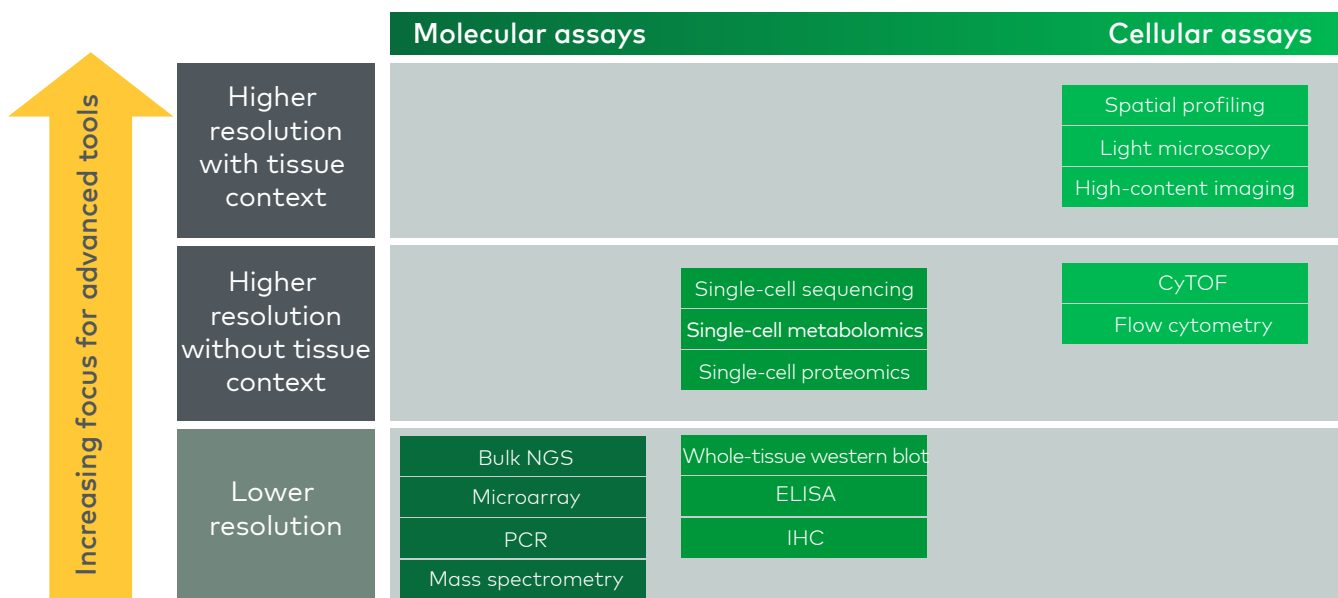 Molecular assays
Cellular assays
Increasing focus for advanced tools
Higher
resolution
with tissue
context
Spatial profiling
Light microscopy
High-content imaging
Higher
resolution
without tissue
context
Single-cell sequencing
Single-cell metabolomics
Single-cell proteomics
CyTOF
Flow cytometry
Lower
resolution
Bulk NGS
Microarray
PCR
Mass spectrometry
Whole-tissue western blot
ELISA
IHC